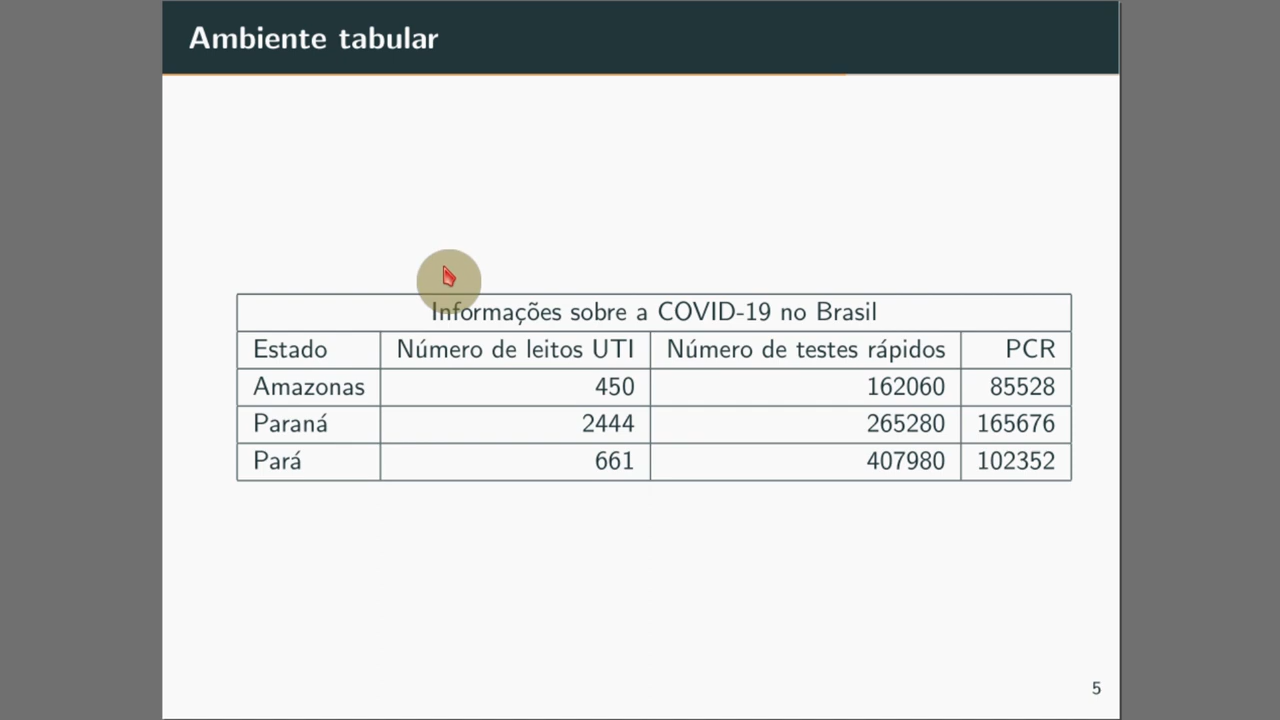 Ambiente tabular
Informações sobre a COVID-19 no Brasil
Estado Número de leitos UTI Número de testes rápidos PCR
Amazonas 450 162060 85528
Paraná 2444 265280 165676
Pará 661 407980 102352
5